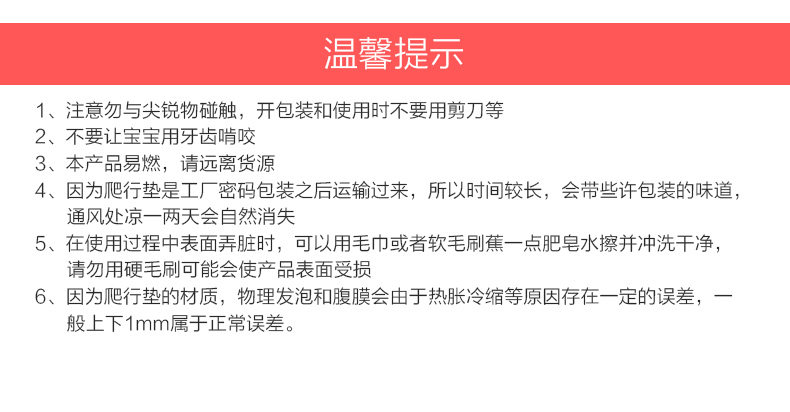 温馨提示
1、注意勿与尖锐物碰触，开包装和使用时不要用剪刀等
2、不要让宝宝用牙齿啃咬
3、本产品易燃，请远离货源
4、因为爬行垫是工厂密码包装之后运输过来，所以时间较长，会带些许包装的味道，
通风处凉一两天会自然消失
5、在使用过程中表面弄脏时，可以用毛巾或者软毛刷蕉一点肥皂水擦并冲洗干净，
请勿用硬毛刷可能会使产品表面受损
6、因为爬行垫的材质，物理发泡和腹膜会由于热胀冷缩等原因存在一定的误差，一
般上下1mm属于正常误差。